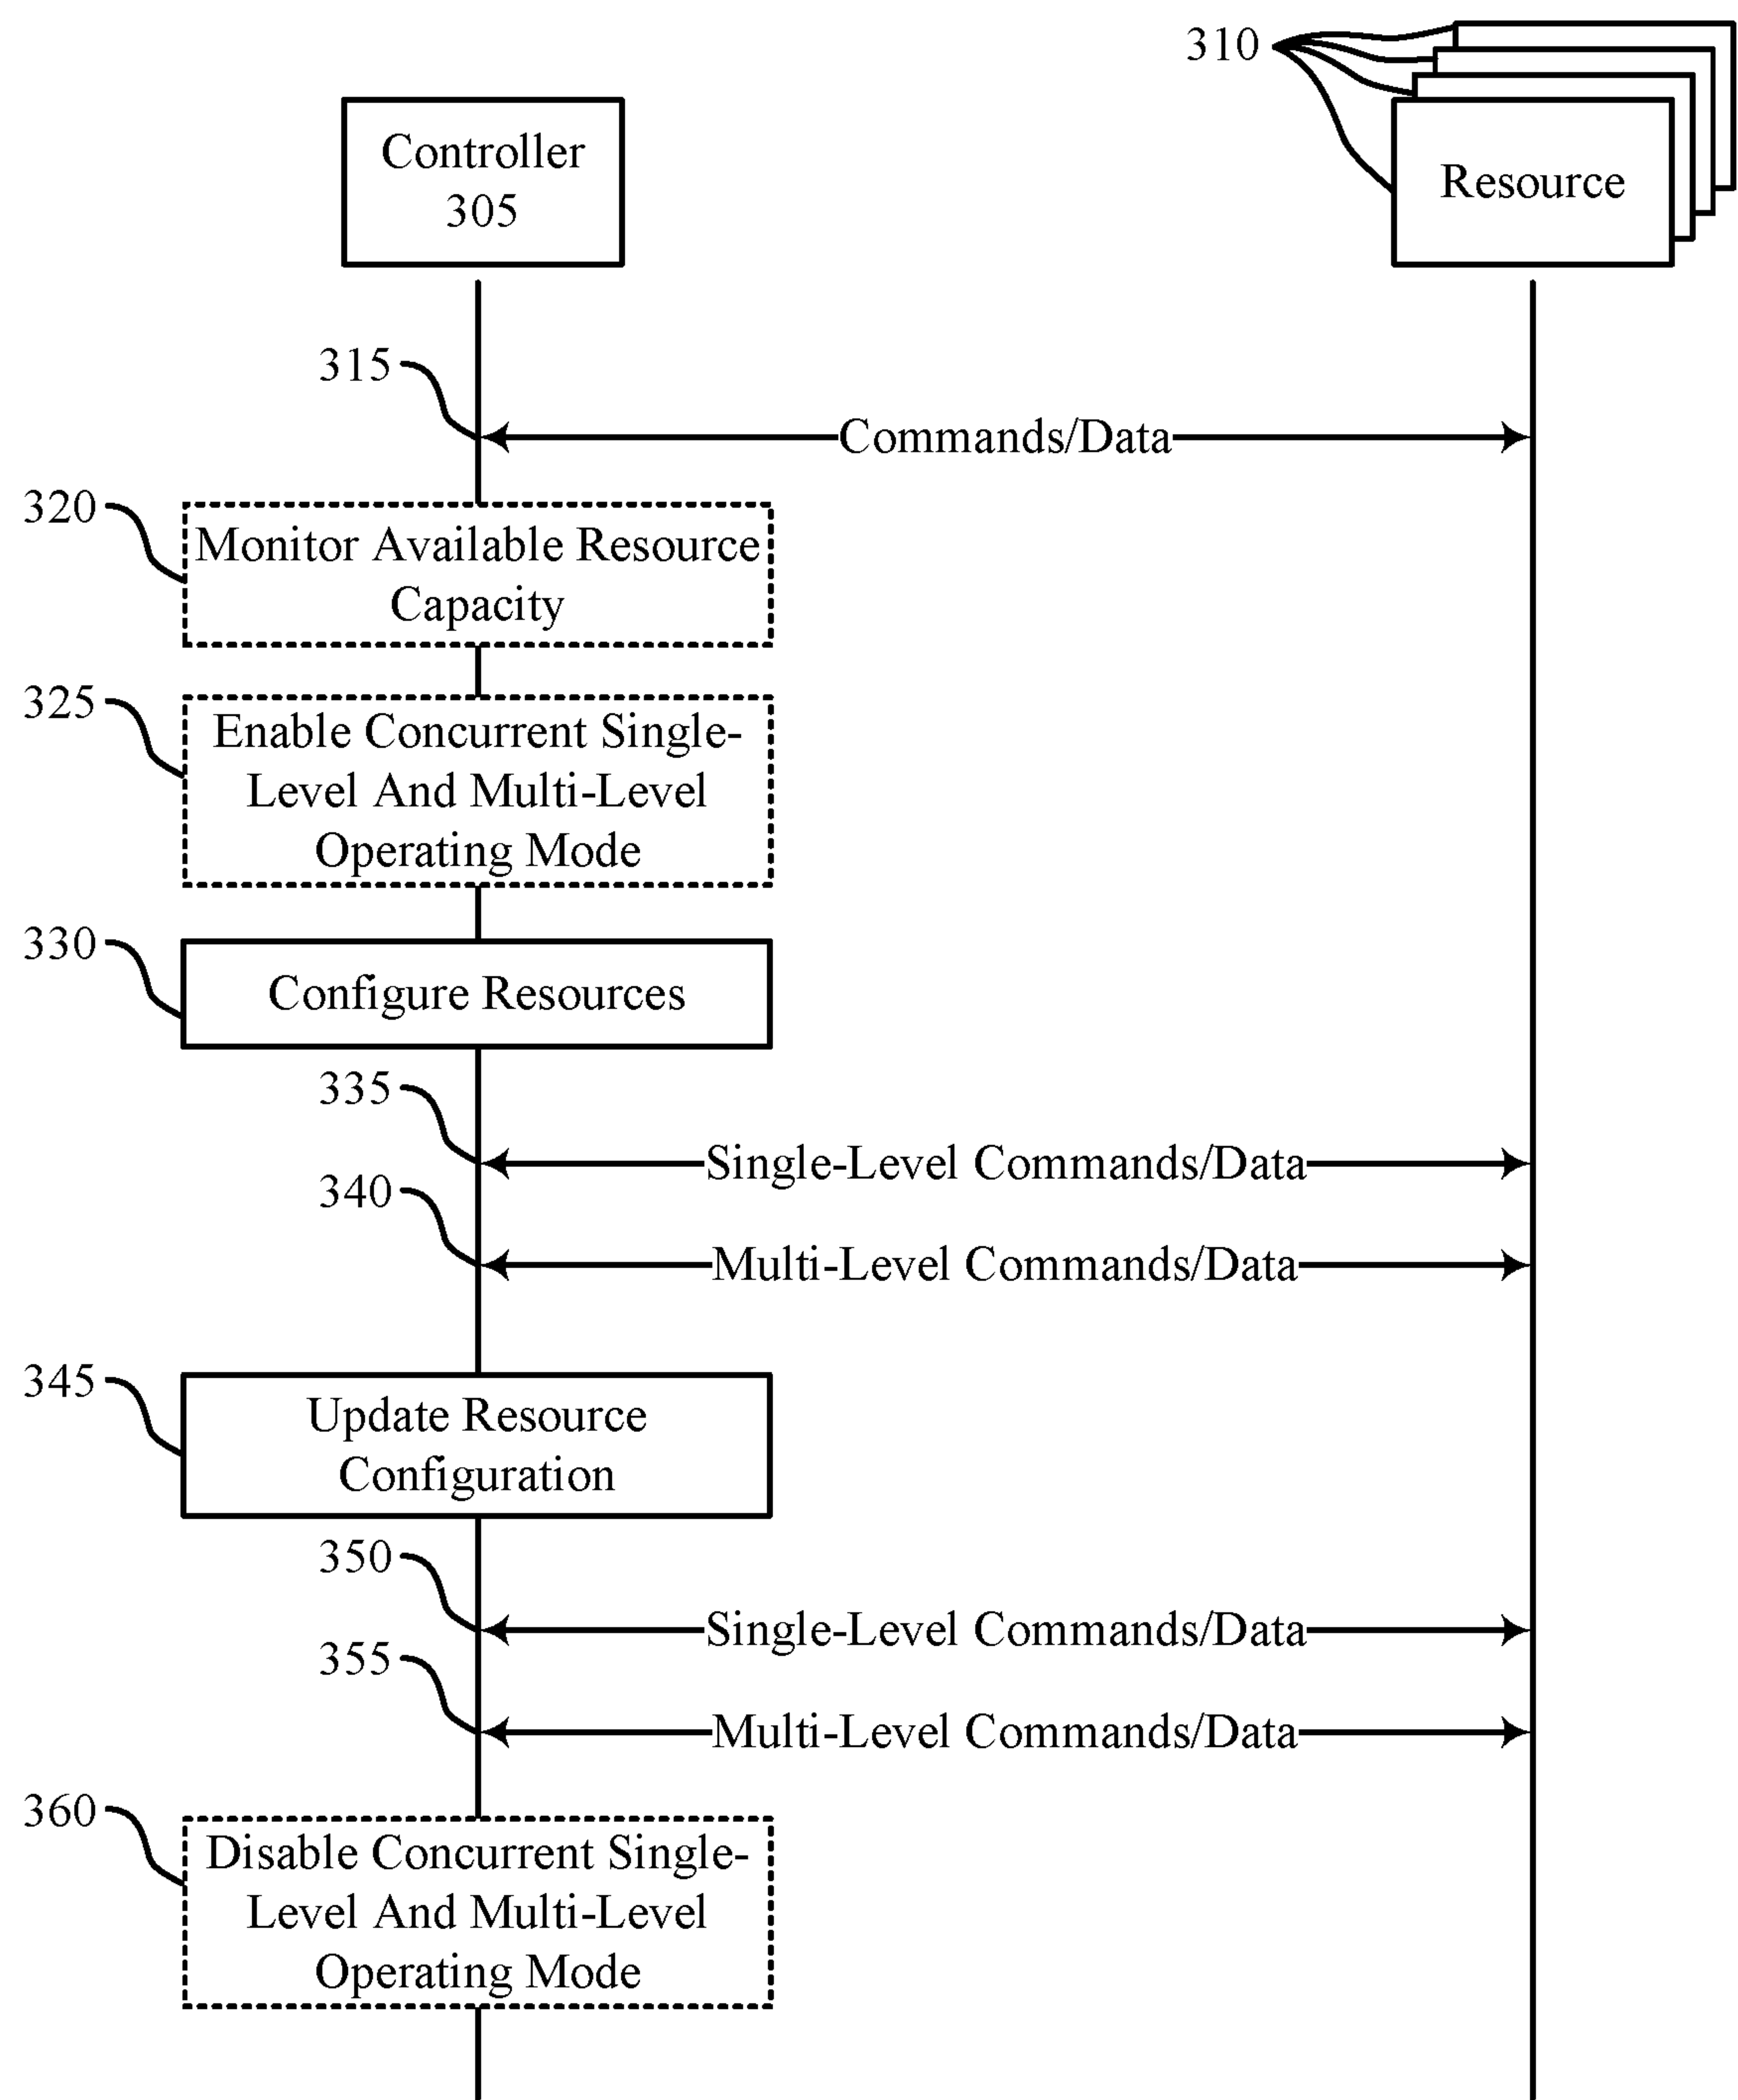 310
Controller
305
Resource
315
Commands/Data
320
Monitor Available Resource
Capacity
325
Enable Concurrent Single-
Level And Multi-Level
Operating Mode
330
Configure Resources
335
Single-Level Commands/Data
340
Multi-Level Commands/Data
345
Update Resource
Configuration
350
Single-Level Commands/Data
355
Multi-Level Commands/Data
360
Disable Concurrent Single-
Level And Multi-Level
Operating Mode